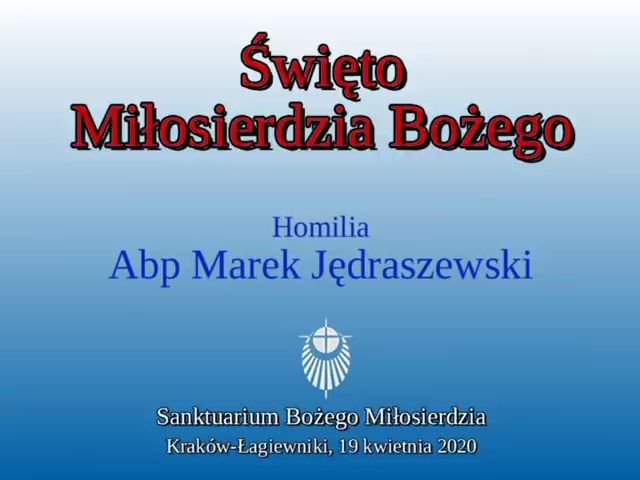 Święto
Miłosierdzia Bożego
Homilia
Abp Marek Jędraszewski
Sanktuarium Bożego Miłosierdzia
Kraków-Łagiewniki, 19 kwietnia 2020